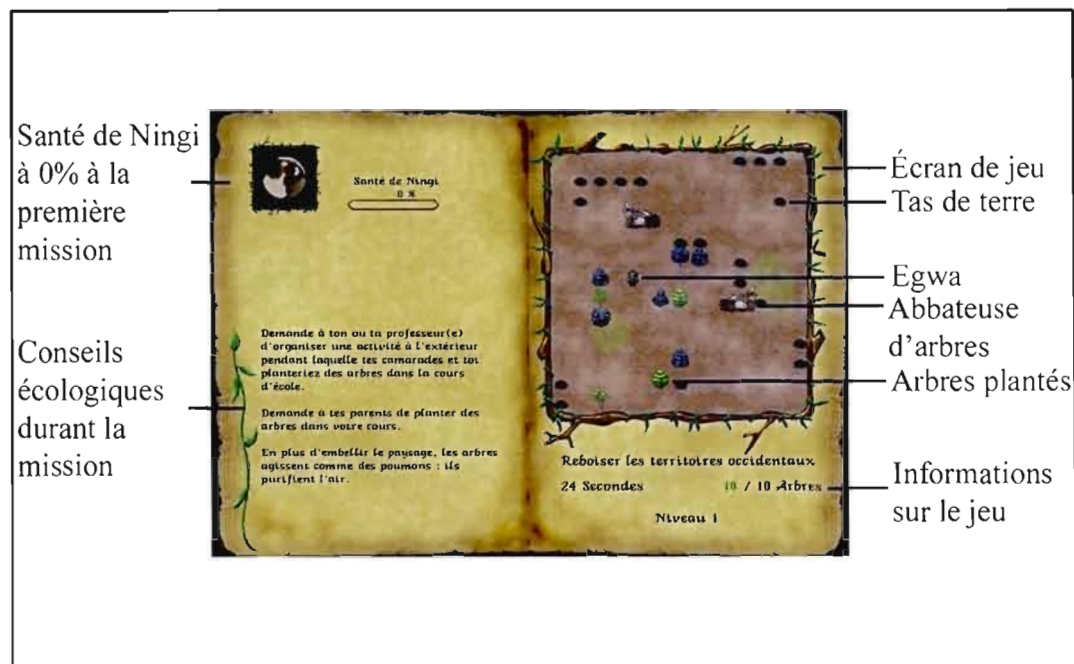 Santé de Ningi
à 0% à la
première
mission
Conseils
écologiques
durant la
mission
Santé de Ningi
0 %
Demande à ton ou ta professeur(e)
d'organiser une activité à l'extérieur
pendant laquelle tes camarades et toi
planteriez des arbres dans la cours
d'école.
Demande à tes parents de planter des
arbres dans votre cours.
En plus d'embellir le paysage, les arbres
agissent comme des poumons : ils
purifient l'air.
Reboiser les territoires occidentaux
24 Secondes
10 / 10 Arbres
Niveau 1
Écran de jeu
Tas de terre
Egwa
Abbateuse
d'arbres
Arbres plantés
Informations
sur le jeu